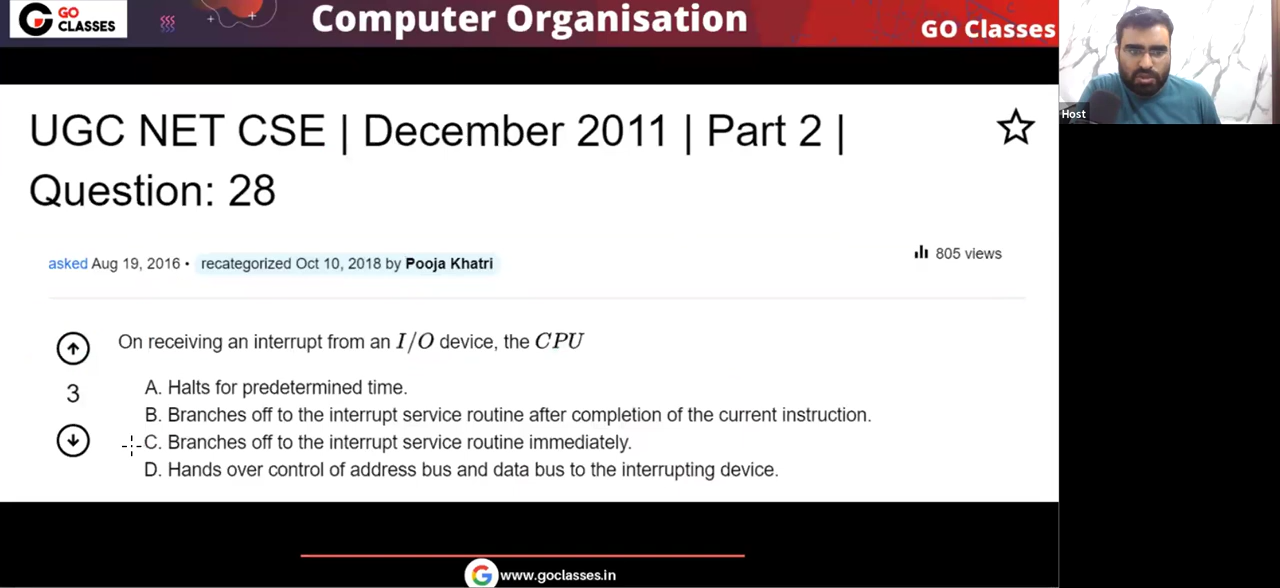 GO
CLASSES
Computer Organisation
GO Classes
Host
UGC NET CSE | December 2011 | Part 2 |
Question: 28
asked Aug 19, 2016 • recategorized Oct 10, 2018 by Pooja Khatri
805 views
On receiving an interrupt from an I/O device, the CPU
3
A. Halts for predetermined time.
B. Branches off to the interrupt service routine after completion of the current instruction.
C. Branches off to the interrupt service routine immediately.
D. Hands over control of address bus and data bus to the interrupting device.
www.goclasses.in